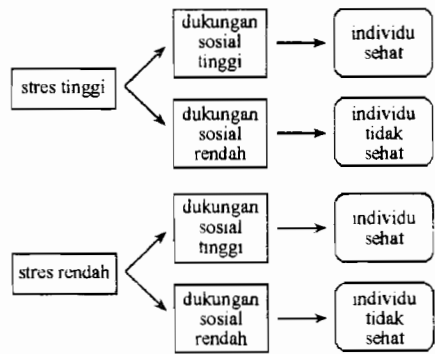 dukungan
sosial
tinggi
individu
sehat
stres tinggi
dukungan
sosial
rendah
individu
tidak
sehat
dukungan
sosial
tinggi
individu
sehat
stres rendah
dukungan
sosial
rendah
individu
tidak
sehat